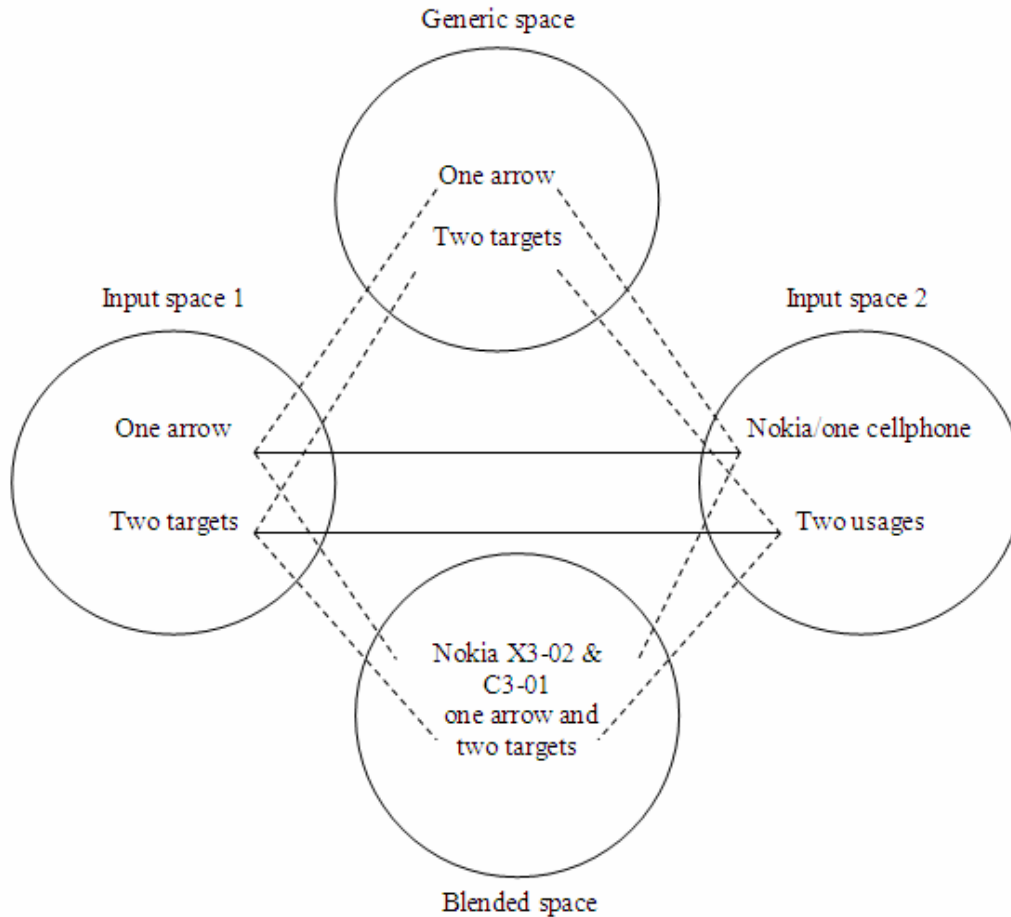 Generic space
One arrow
Two targets
Input space 1
Input space 2
One arrow
Nokia/one cellphone
Two targets
Two usages
Nokia X3-02 &
C3-01
one arrow and
two targets
Blended space